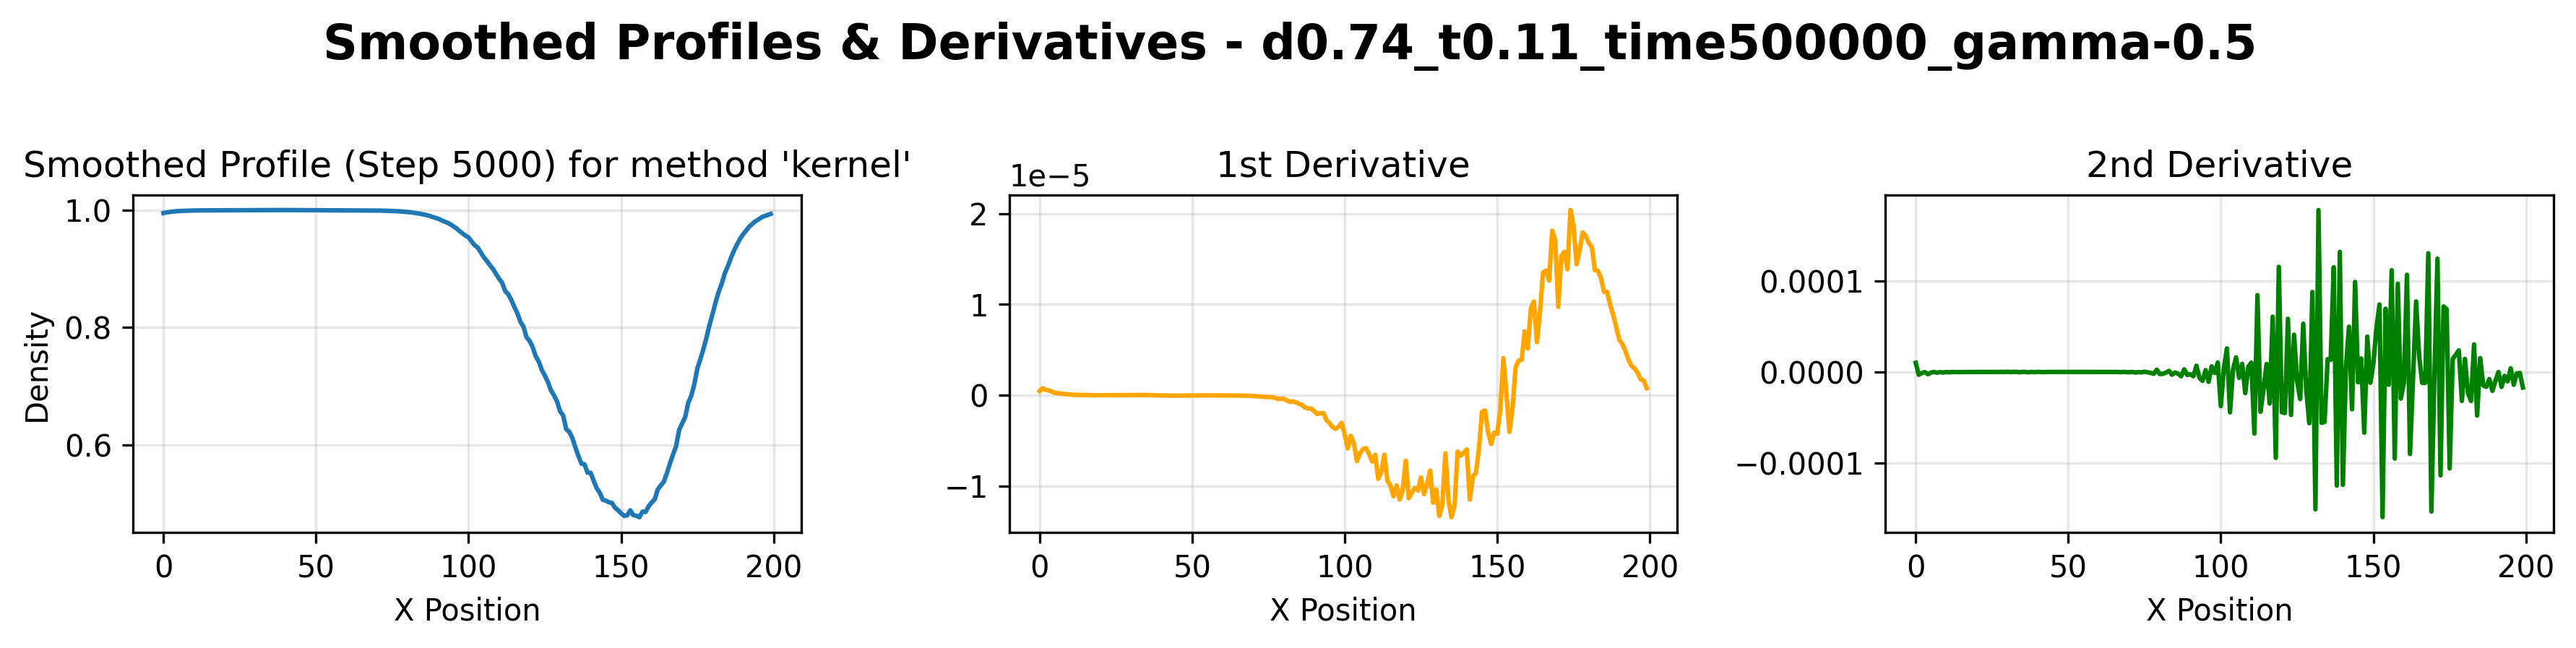 Smoothed Profiles & Derivatives - d0.74_t0.11_time500000_gamma-0.5
Smoothed Profile (Step 5000) for method 'kernel'
1.0
0.8
0.6
Density
0 50 100 150 200
X Position
1st Derivative
1e−5
2
1
0
−1
0 50 100 150 200
X Position
2nd Derivative
0.0001
0.0000
−0.0001
0 50 100 150 200
X Position